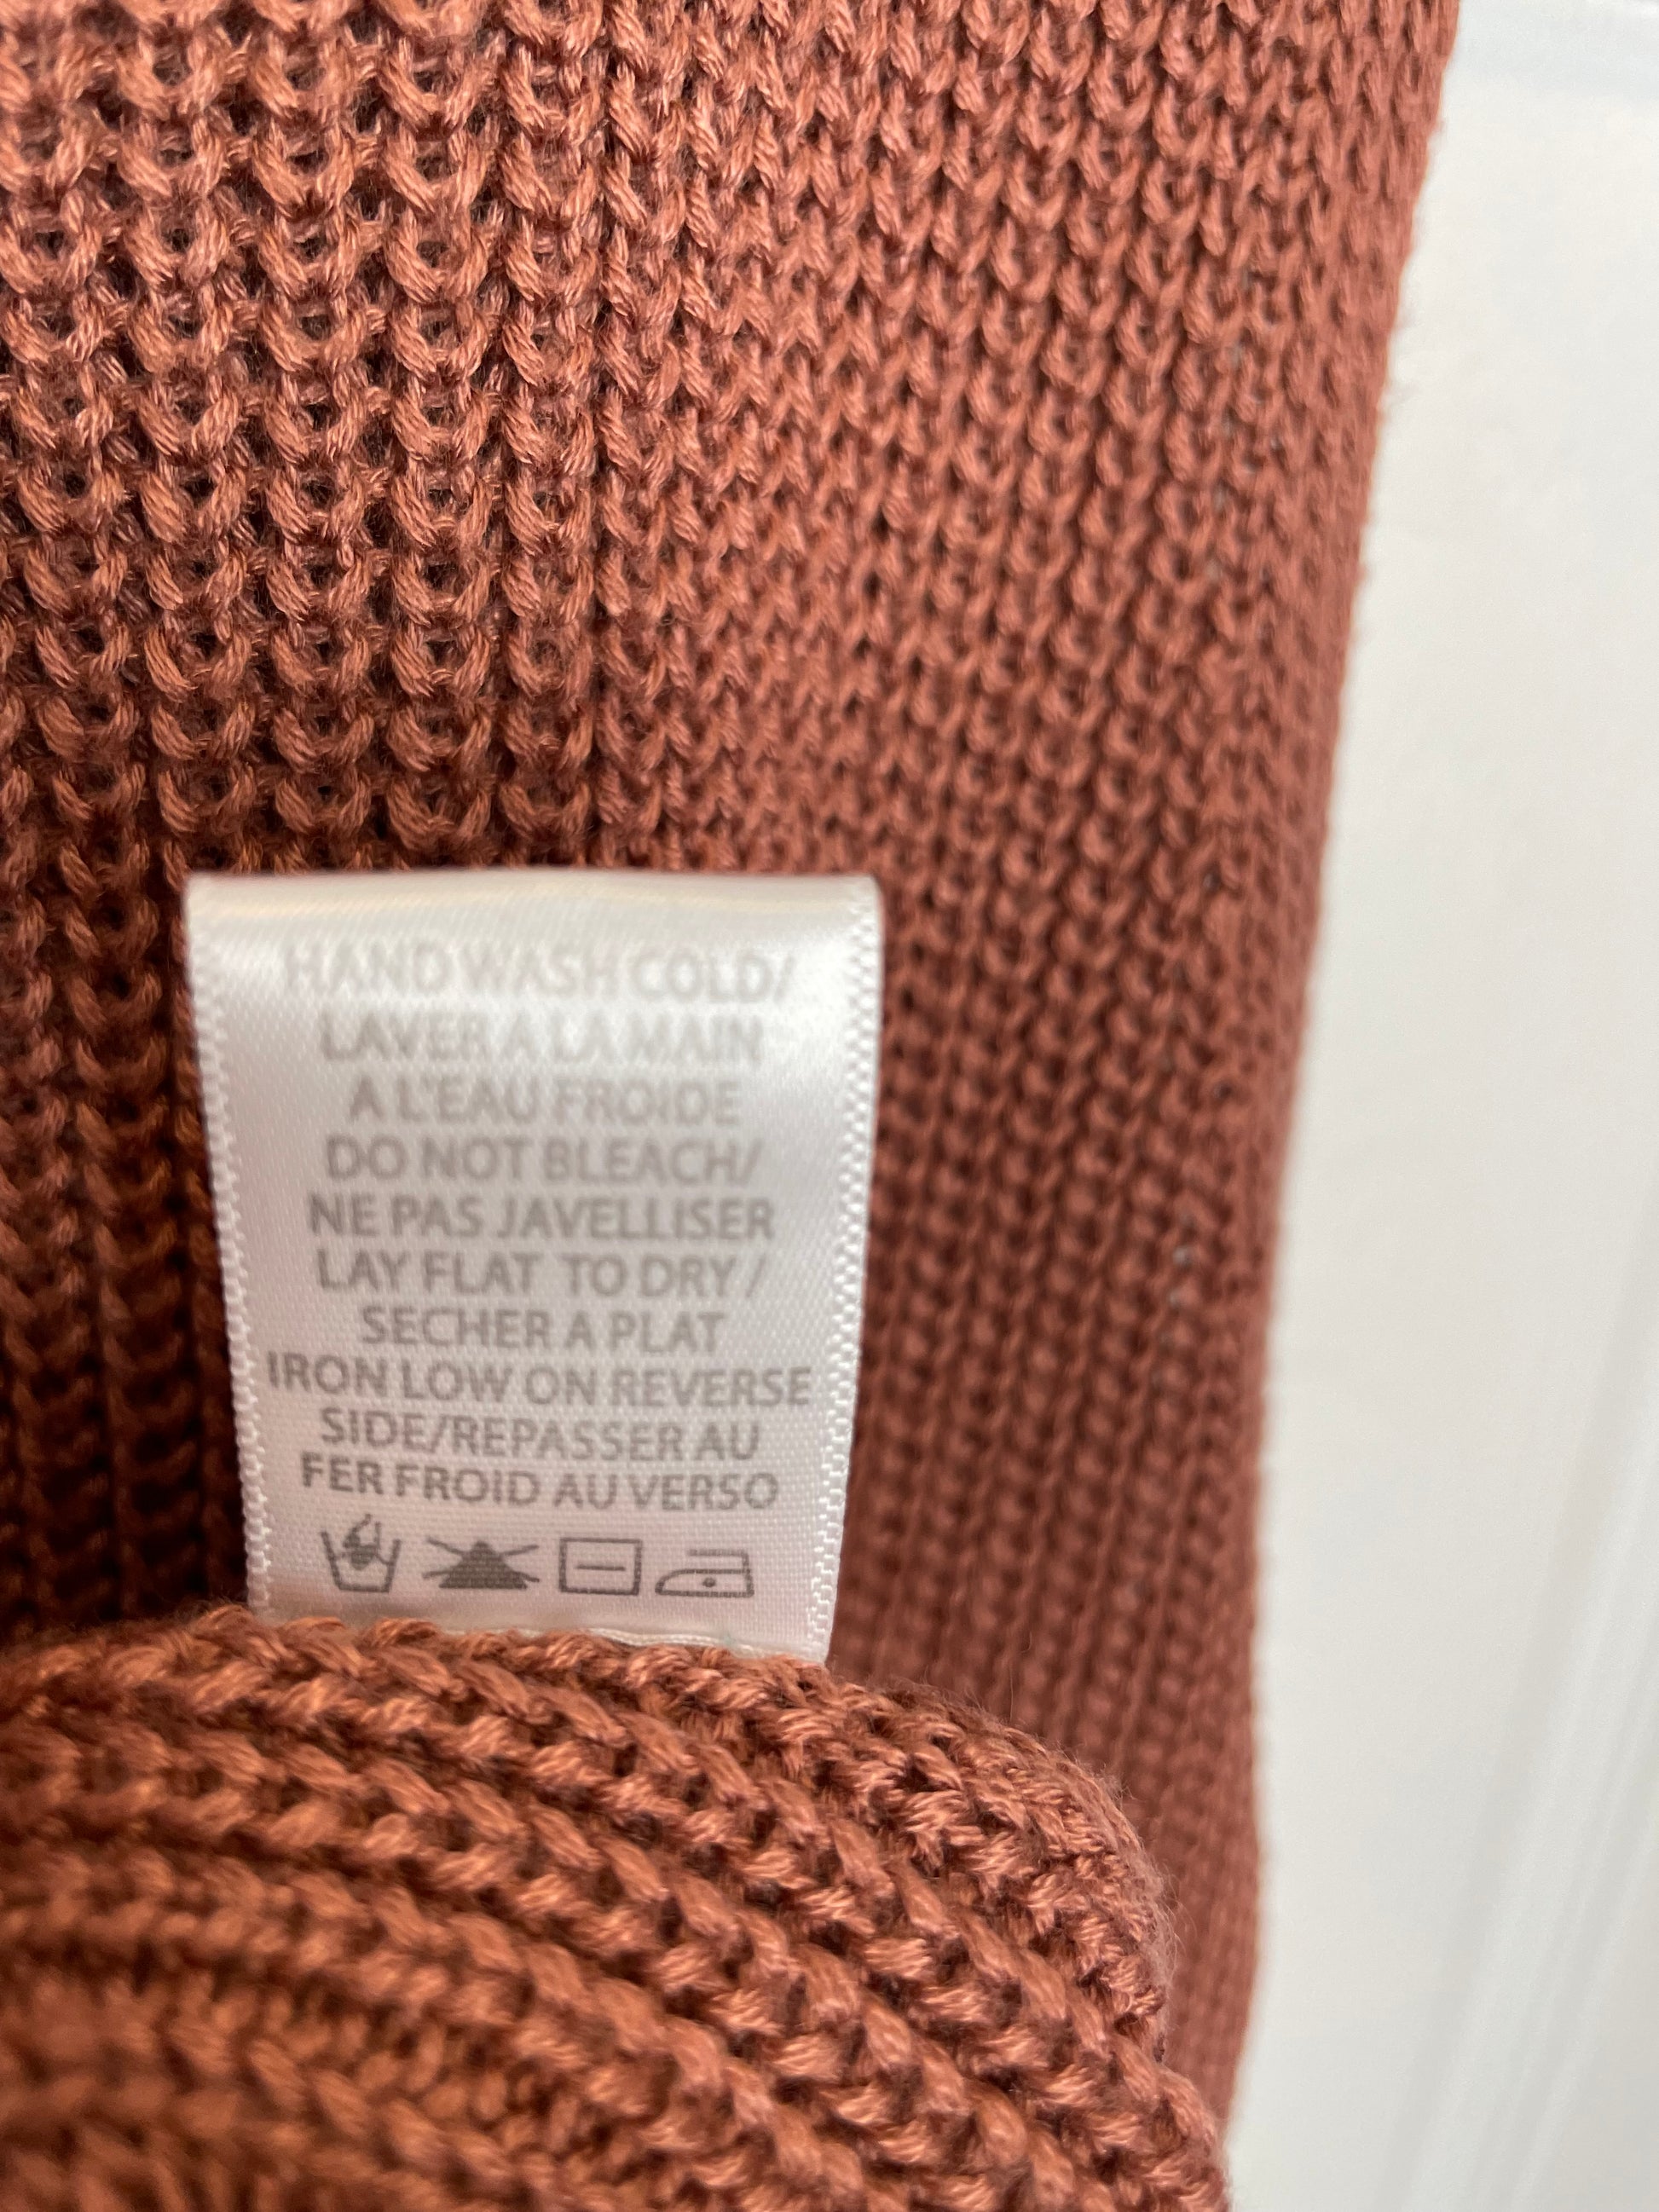 HAND WASH COLD/
LAVER A LA MAIN
A L'EAU FROIDE
DO NOT BLEACH/
NE PAS JAVELLISER
LAY FLAT TO DRY /
SECHER A PLAT
IRON LOW ON REVERSE
SIDE/REPASSER AU
FER FROID AU VERSO